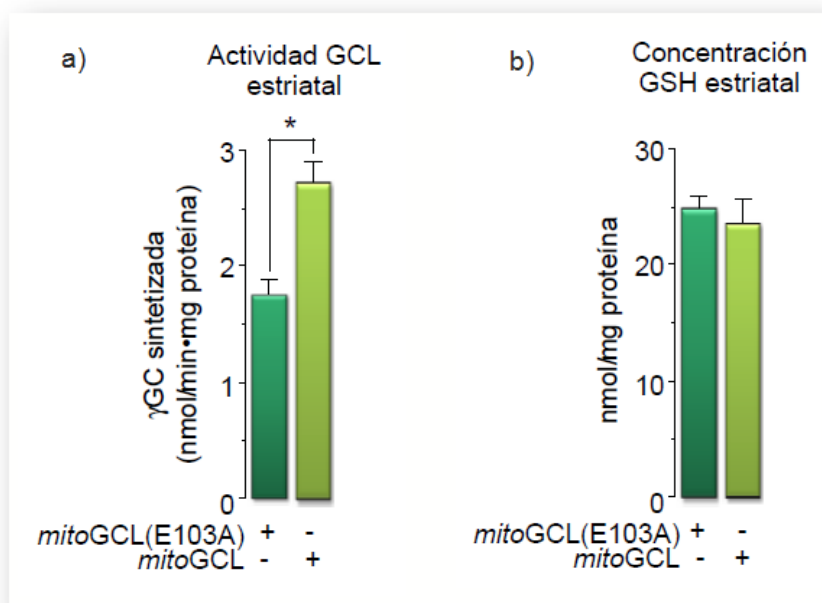 a)
Actividad GCL
estriatal
*
3
2
1
0
γGC sintetizada
(nmol/min•mg proteína)
mitoGCL(E103A) + -
mitoGCL - +
b)
Concentración
GSH estriatal
30
20
10
0
nmol/mg proteína
mitoGCL(E103A) + -
mitoGCL - +